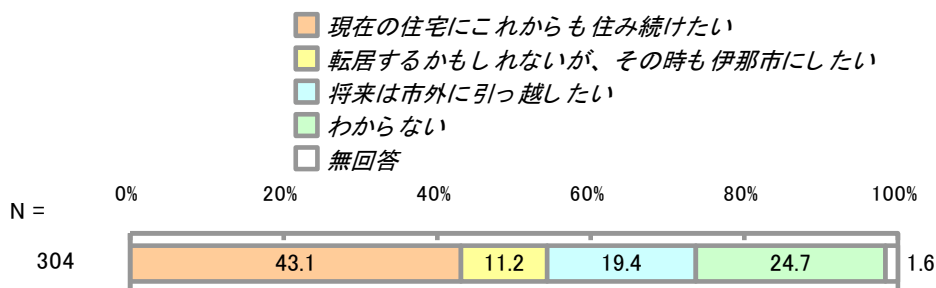 現在の住宅にこれからも住み続けたい
転居するかもしれないが、その時も伊那市にしたい
将来は市外に引っ越したい
わからない
無回答
0% 20% 40% 60% 80% 100%
N =
304 43.1 11.2 19.4 24.7 1.6